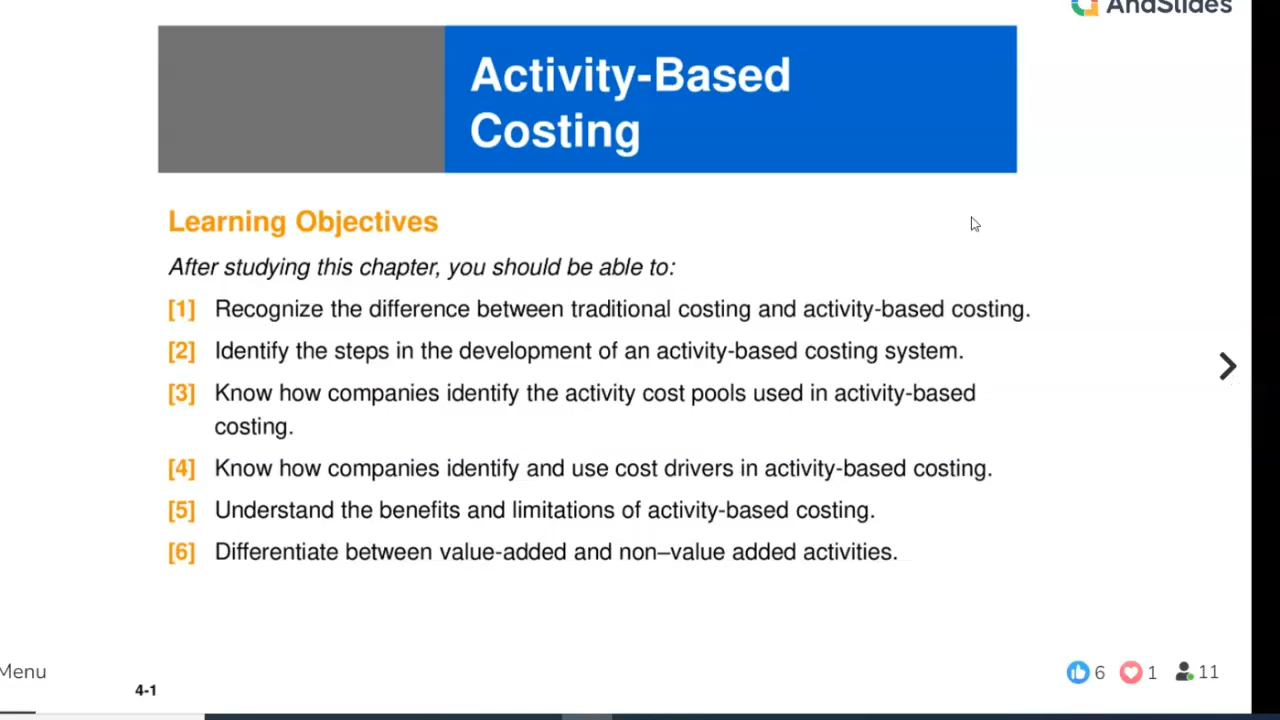 AhaSlides
Activity-Based
Costing
Learning Objectives
After studying this chapter, you should be able to:
[1] Recognize the difference between traditional costing and activity-based costing.
[2] Identify the steps in the development of an activity-based costing system.
[3] Know how companies identify the activity cost pools used in activity-based
costing.
[4] Know how companies identify and use cost drivers in activity-based costing.
[5] Understand the benefits and limitations of activity-based costing.
[6] Differentiate between value-added and non–value added activities.
Menu
6 1 11
4-1